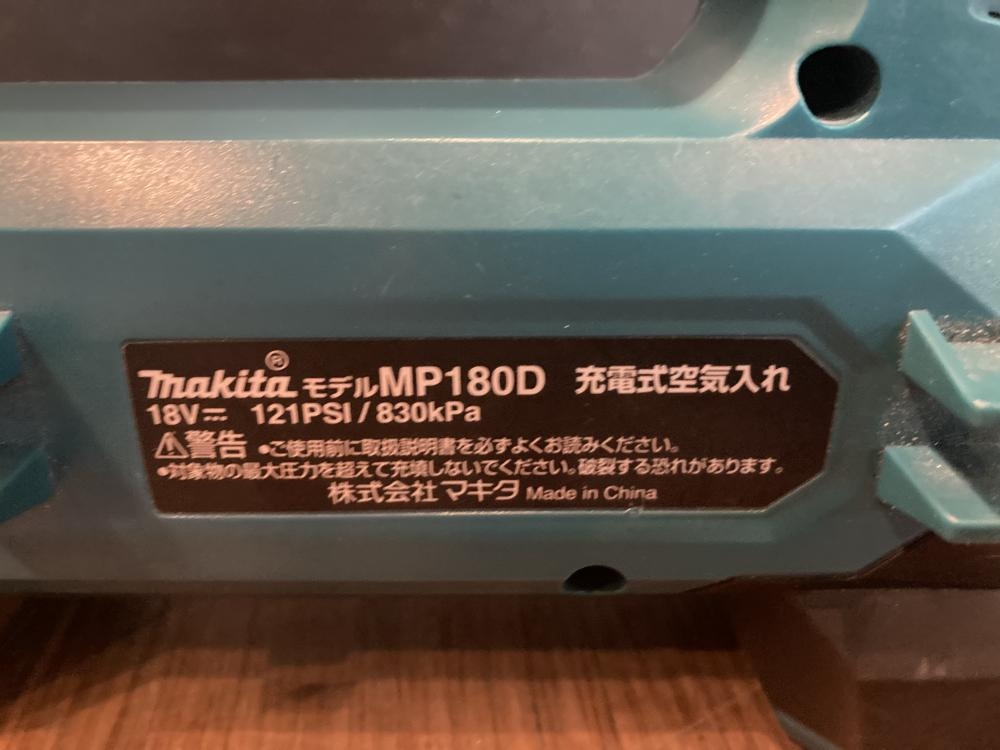 makita® モデルMP180D 充電式空気入れ
18V⎓ 121PSI / 830kPa
⚠警告 •ご使用前に取扱説明書を必ずよくお読みください。
•対象物の最大圧力を超えて充填しないでください。破裂する恐れがあります。
株式会社マキタ Made in China